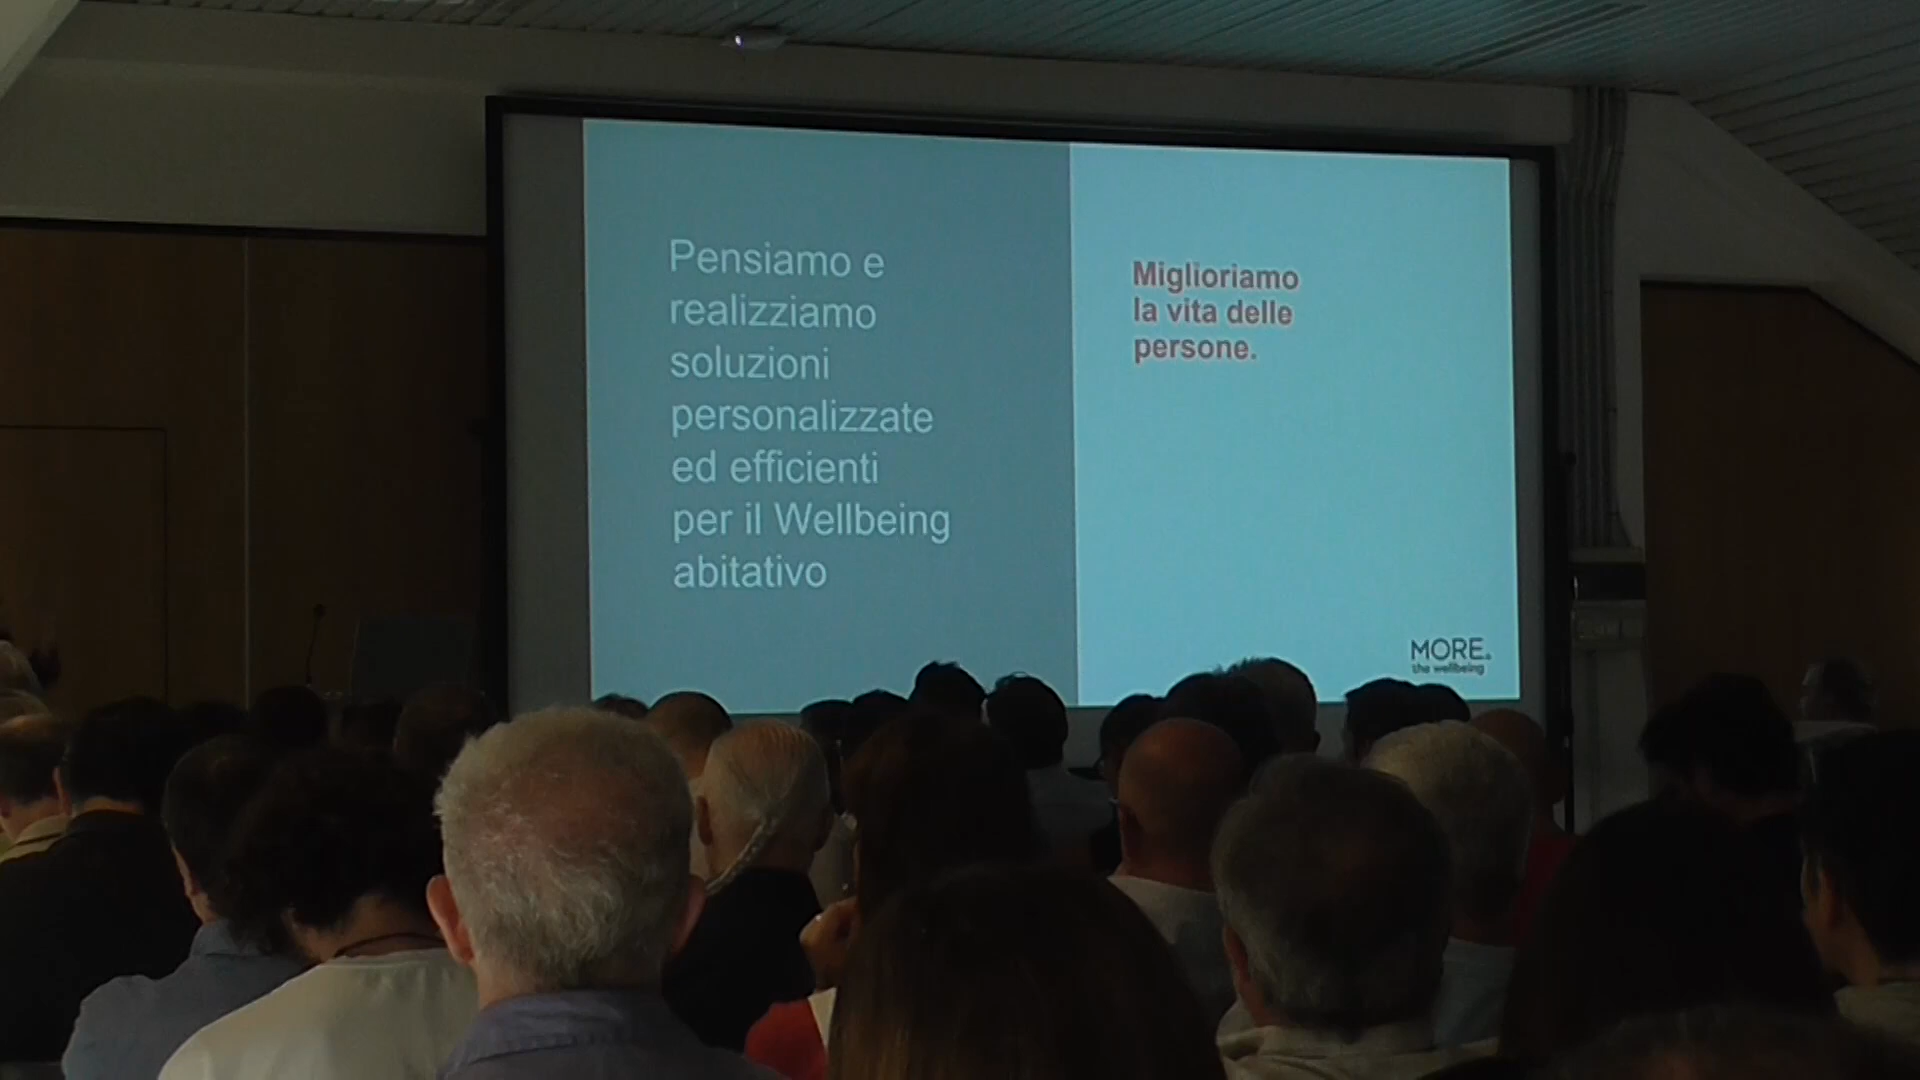 Pensiamo e
realizziamo
soluzioni
personalizzate
ed efficienti
per il Wellbeing
abitativo
Miglioriamo
la vita delle
persone.
MORE.
the wellbeing